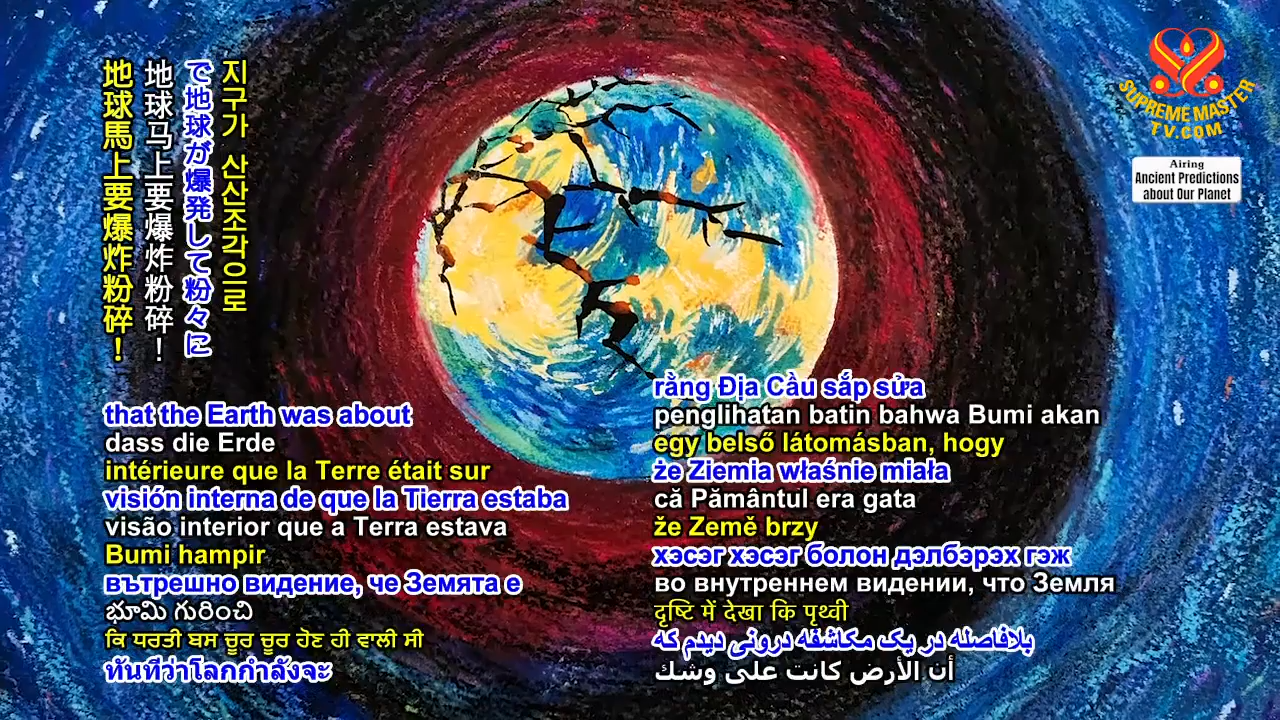 地球馬上要爆炸粉碎！
地球马上要爆炸粉碎！
で地球が爆発して粉々に
지구가 산산조각으로
SUPREME MASTER
TV.COM
Airing
Ancient Predictions
about Our Planet
that the Earth was about
dass die Erde
intérieure que la Terre était sur
visión interna de que la Tierra estaba
visão interior que a Terra estava
Bumi hampir
вътрешно видение, че Земята е
భూమి గురించి
ਕਿ ਧਰਤੀ ਬਸ ਚੂਰ ਚੂਰ ਹੋਣ ਹੀ ਵਾਲੀ ਸੀ
ทันทีว่าโลกกำลังจะ
rằng Địa Cầu sắp sửa
penglihatan batin bahwa Bumi akan
egy belső látomásban, hogy
że Ziemia właśnie miała
că Pământul era gata
že Země brzy
хэсэг хэсэг болон дэлбэрэх гэж
во внутреннем видении, что Земля
दृष्टि में देखा कि पृथ्वी
بلافاصله در یک مکاشفه درونی دیدم که
أن الأرض كانت على وشك